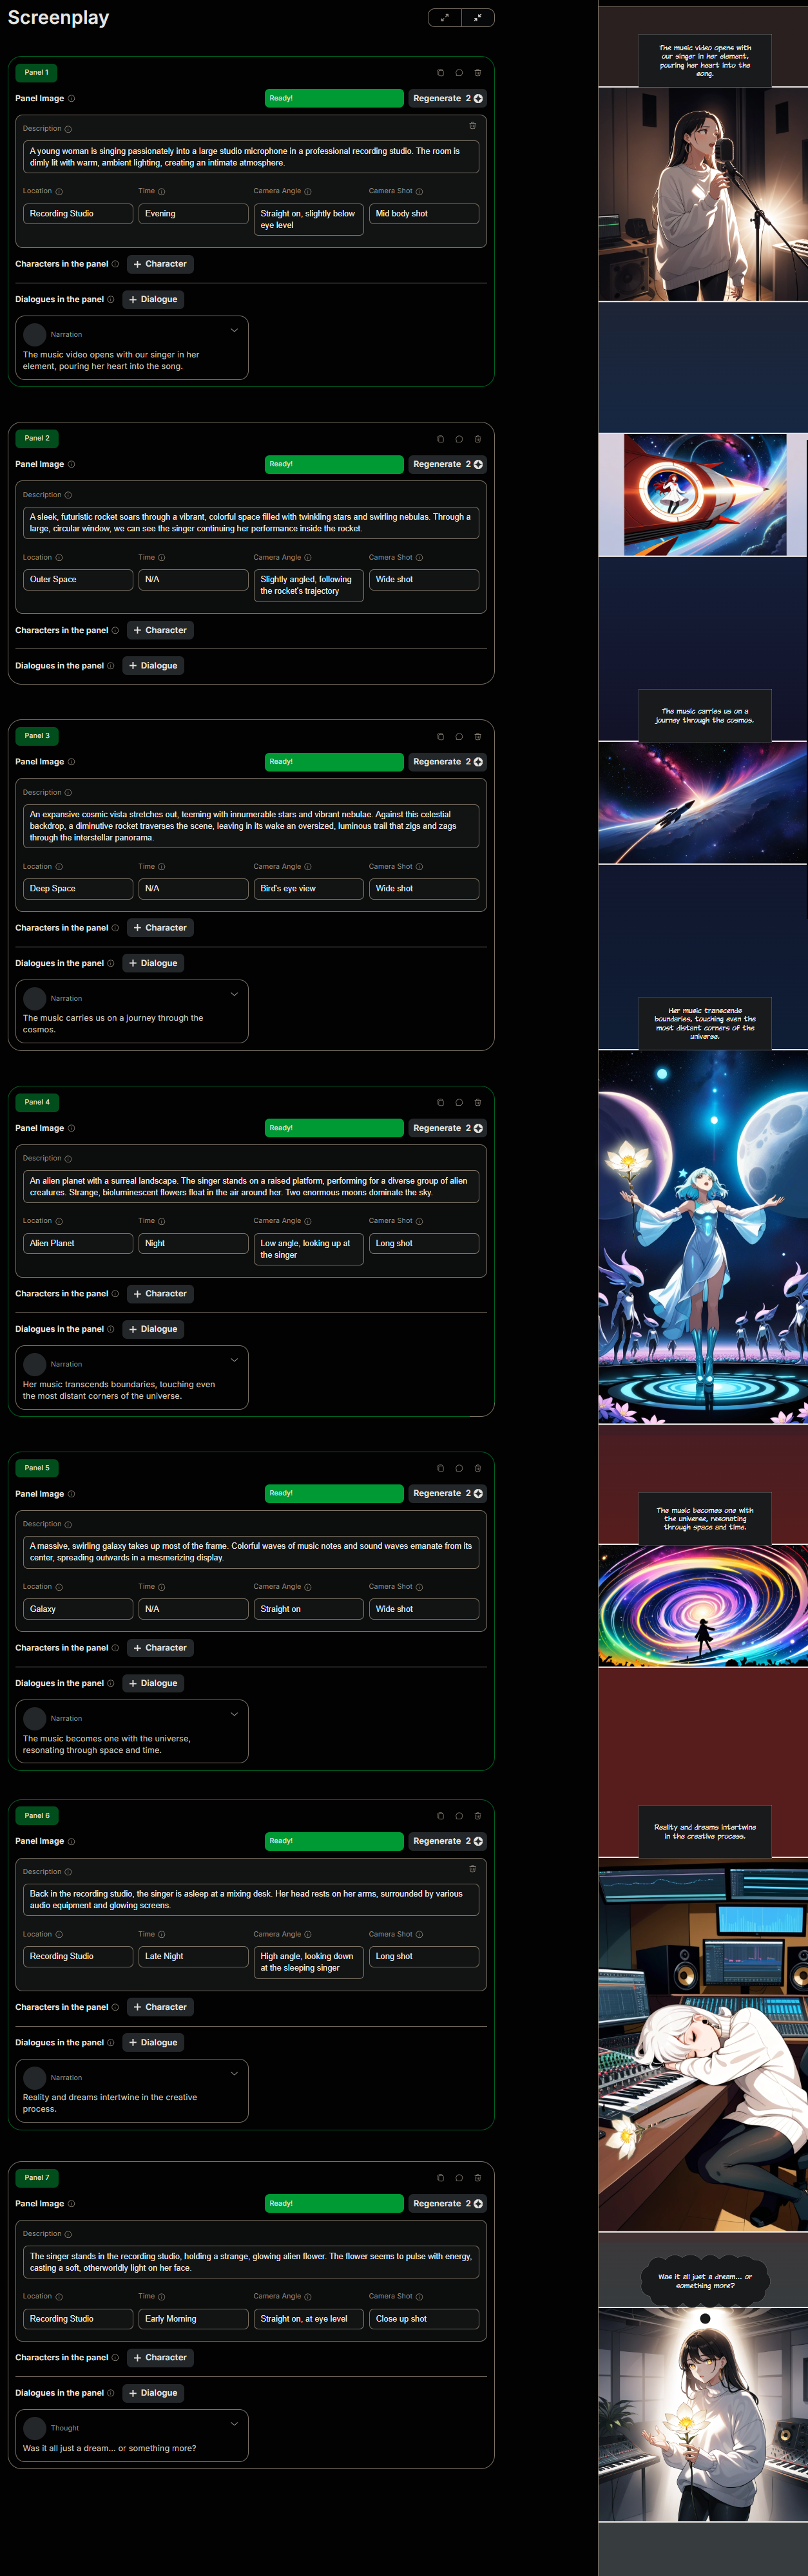 Screenplay
Panel 1
Panel Image
Ready!
Regenerate 2
Description
A young woman is singing passionately into a large studio microphone in a professional recording studio. The room is
dimly lit with warm, ambient lighting, creating an intimate atmosphere.
Location
Time
Camera Angle
Camera Shot
Recording Studio
Evening
Straight on, slightly below
eye level
Mid body shot
Characters in the panel
+ Character
Dialogues in the panel
+ Dialogue
Narration
The music video opens with our singer in her
element, pouring her heart into the song.
Panel 2
Panel Image
Ready!
Regenerate 2
Description
A sleek, futuristic rocket soars through a vibrant, colorful space filled with twinkling stars and swirling nebulas. Through a
large, circular window, we can see the singer continuing her performance inside the rocket.
Location
Time
Camera Angle
Camera Shot
Outer Space
N/A
Slightly angled, following
the rocket's trajectory
Wide shot
Characters in the panel
+ Character
Dialogues in the panel
+ Dialogue
Panel 3
Panel Image
Ready!
Regenerate 2
Description
An expansive cosmic vista stretches out, teeming with innumerable stars and vibrant nebulae. Against this celestial
backdrop, a diminutive rocket traverses the scene, leaving in its wake an oversized, luminous trail that zigs and zags
through the interstellar panorama.
Location
Time
Camera Angle
Camera Shot
Deep Space
N/A
Bird's eye view
Wide shot
Characters in the panel
+ Character
Dialogues in the panel
+ Dialogue
Narration
The music carries us on a journey through the
cosmos.
Panel 4
Panel Image
Ready!
Regenerate 2
Description
An alien planet with a surreal landscape. The singer stands on a raised platform, performing for a diverse group of alien
creatures. Strange, bioluminescent flowers float in the air around her. Two enormous moons dominate the sky.
Location
Time
Camera Angle
Camera Shot
Alien Planet
Night
Low angle, looking up at
the singer
Long shot
Characters in the panel
+ Character
Dialogues in the panel
+ Dialogue
Narration
Her music transcends boundaries, touching even
the most distant corners of the universe.
Panel 5
Panel Image
Ready!
Regenerate 2
Description
A massive, swirling galaxy takes up most of the frame. Colorful waves of music notes and sound waves emanate from its
center, spreading outwards in a mesmerizing display.
Location
Time
Camera Angle
Camera Shot
Galaxy
N/A
Straight on
Wide shot
Characters in the panel
+ Character
Dialogues in the panel
+ Dialogue
Narration
The music becomes one with the universe,
resonating through space and time.
Panel 6
Panel Image
Ready!
Regenerate 2
Description
Back in the recording studio, the singer is asleep at a mixing desk. Her head rests on her arms, surrounded by various
audio equipment and glowing screens.
Location
Time
Camera Angle
Camera Shot
Recording Studio
Late Night
High angle, looking down
at the sleeping singer
Long shot
Characters in the panel
+ Character
Dialogues in the panel
+ Dialogue
Narration
Reality and dreams intertwine in the creative
process.
Panel 7
Panel Image
Ready!
Regenerate 2
Description
The singer stands in the recording studio, holding a strange, glowing alien flower. The flower seems to pulse with energy,
casting a soft, otherworldly light on her face.
Location
Time
Camera Angle
Camera Shot
Recording Studio
Early Morning
Straight on, at eye level
Close up shot
Characters in the panel
+ Character
Dialogues in the panel
+ Dialogue
Thought
Was it all just a dream... or something more?
The music video opens with
our singer in her element,
pouring her heart into the
song.
The music carries us on a
journey through the cosmos.
Her music transcends
boundaries, touching even the
most distant corners of the
universe.
The music becomes one with
the universe, resonating
through space and time.
Reality and dreams intertwine
in the creative process.
Was it all just a dream... or
something more?